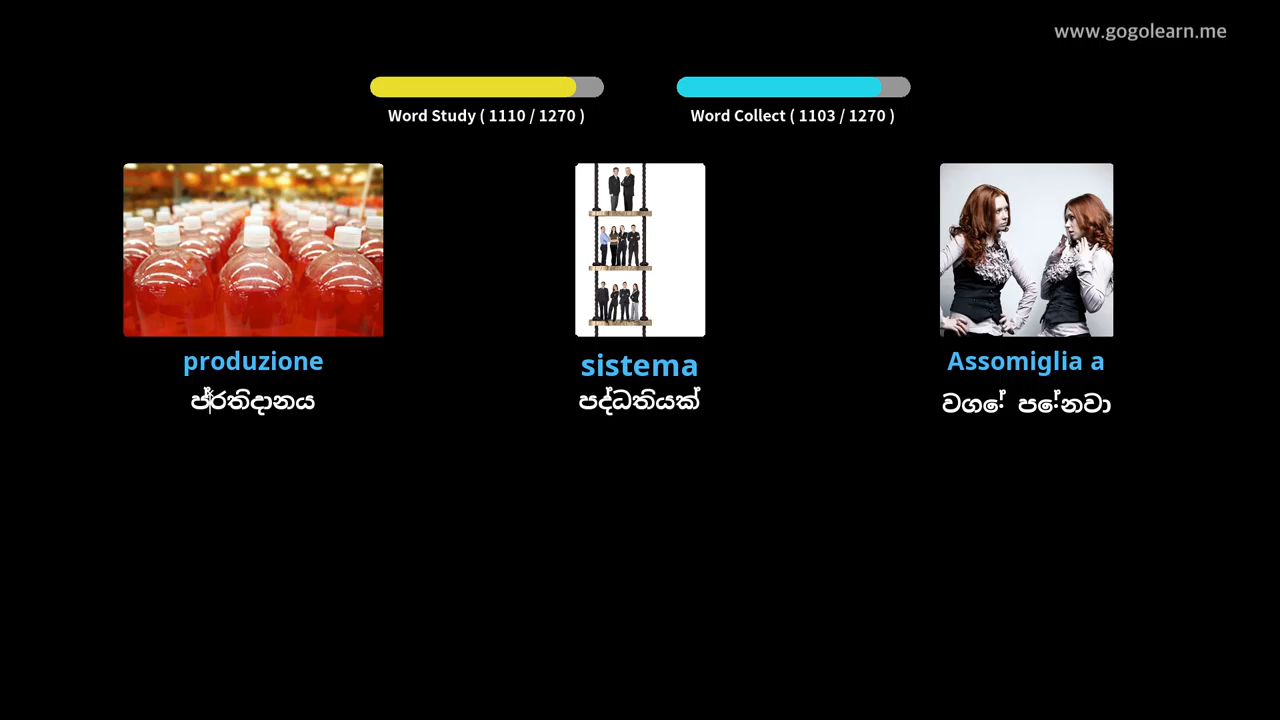 www.gogolearn.me
Word Study ( 1110 / 1270 )
Word Collect ( 1103 / 1270 )
produzione
ප්‍රතිදානය
sistema
පද්ධතියක්
Assomiglia a
වගේ පේනවා